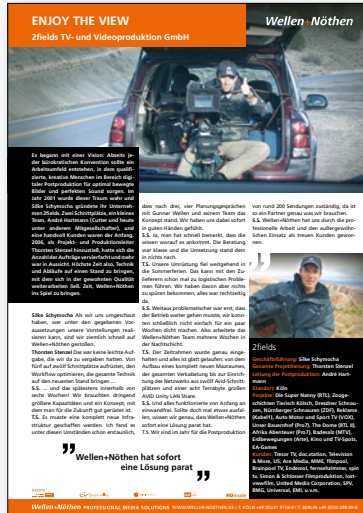 ENJOY THE VIEW
Wellen+Nöthen
2fields TV- und Videoproduktion GmbH
Es begann mit einer Vision: Abseits je-
der bürokratischen Konvention sollte ein
Arbeitsumfeld entstehen, in dem qualifi-
zierte, kreative Menschen im Bereich digi-
taler Postproduktion für optimal bewegte
Bilder und perfekten Sound sorgen. Im
Jahr 2001 wurde dieser Traum wahr und
Silke Schymocha gründete ihr Unterneh-
men 2fields. Zwei Schnittplätze, ein kleines
Team, André Hartmann (Cutter und heute
unter anderem Mitgesellschafter), und
eine handvoll Kunden waren der Anfang.
2006, als Projekt- und Produktionsleiter
Thorsten Stenzel hinzustieß, hatte sich die
Anzahl der Aufträge vervierfacht und mehr
war in Aussicht. Höchste Zeit also, Technik
und Abläufe auf einen Stand zu bringen,
mit dem sich in der gewohnten Qualität
weiterarbeiten ließ. Zeit, Wellen+Nöthen
ins Spiel zu bringen.
Silke Schymocha Als wir uns umgeschaut
haben, wer unter den gegebenen Vor-
aussetzungen unsere Vorstellungen reali-
sieren kann, sind wir ziemlich schnell auf
Wellen+Nöthen gestoßen.
Thorsten Stenzel Das war keine leichte Auf-
gabe, die wir da zu vergeben hatten. Von
fünf auf zwölf Schnittplätze aufrüsten, den
Workflow optimieren, die gesamte Technik
auf den neuesten Stand bringen ...
S.S. ... und das spätestens innerhalb von
sechs Wochen! Wir brauchten dringend
größere Kapazitäten und ein Konzept, mit
dem man für die Zukunft gut gerüstet ist.
T.S. Es musste eine komplett neue Infra-
struktur geschaffen werden. Ich fand es
unter diesen Umständen schon erstaunlich,
dass nach drei, vier Planungsgesprächen
mit Gunnar Wellen und seinem Team das
Konzept stand. Wir haben uns dabei sofort
in guten Händen gefühlt.
S.S. Ja, man hat schnell bemerkt, dass die
wissen worauf es ankommt. Die Beratung
war klasse und die Umsetzung stand dem
in nichts nach.
T.S. Unsere Umrüstung fiel weitgehend in
die Sommerferien. Das kann mit den Zu-
lieferern schon mal zu logistischen Proble-
men führen. Wir haben davon aber nichts
zu spüren bekommen, alles war rechtzeitig
da.
S.S. Weitaus problematischer war erst, dass
der Betrieb weiter gehen musste, wir konn-
ten schließlich nicht einfach für ein paar
Wochen dicht machen. Also arbeitete das
Wellen+Nöthen Team mehrere Wochen in
der Nachtschicht.
T.S. Der Zeitrahmen wurde genau einge-
halten und alles ist glatt gelaufen: von dem
Aufbau eines komplett neuen Mazraumes,
der gesamten Verkabelung bis zur Einrich-
tung des Netzwerks aus zwölf Avid-Schnitt-
plätzen und einer acht Terrabyte großen
AVID Unity LAN Share.
S.S. Und alles funktionierte von Anfang an
einwandfrei. Sollte doch mal etwas ausfal-
len, wissen wir genau, dass Wellen+Nöthen
sofort eine Lösung parat hat.
T.S. Wir sind im Jahr für die Postproduktion
von rund 200 Sendungen zuständig, da ist
so ein Partner genau was wir brauchen.
S.S. Wellen+Nöthen hat uns durch die pro-
fessionelle Arbeit und den außergewöhn-
lichen Einsatz als treuen Kunden gewon-
nen.
„Wellen+Nöthen hat sofort
eine Lösung parat”
2fields
Geschäftsführung: Silke Schymocha
Gesamte Projektleitung: Thorsten Stenzel
Leitung der Postproduktion: André Hart-
mann
Standort: Köln
Projekte: Die Super Nanny (RTL), Zooge-
schichten Tierisch Kölsch, Dresdner Schnau-
zen, Nürnberger Schnauzen (ZDF), Reklame
(Kabel1), Auto Motor und Sport TV (VOX),
Unser Bauernhof (Pro7), The Dome (RTL II),
Afrika Abenteuer (Pro7), Badesalz (MTV),
Erdbewegungen (Arte), Kino und TV-Spots,
EA-Games
Kunden: Tresor TV, doc.station, Television
& More, US, Ace Media, MME, filmpool,
Brainpool TV, Endemol, fernsehzimmer, spin
tv, Simon & Schlosser Filmproduktion, lost-
viewfilm, United Media Corporation, SPV,
BMG, Universal, EMI, u.v.m.
SONY
Wellen+Nöthen PROFESSIONAL MEDIA SOLUTIONS